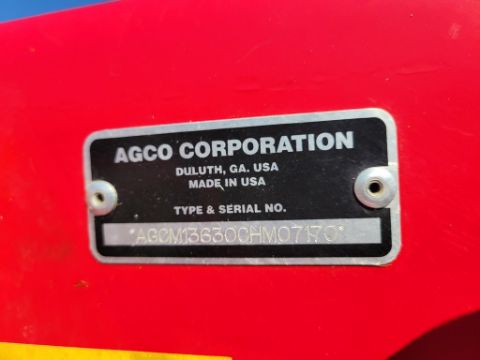 AGCO CORPORATION
DULUTH, GA. USA
MADE IN USA
TYPE & SERIAL NO.
*AGCM13630CHM07170*